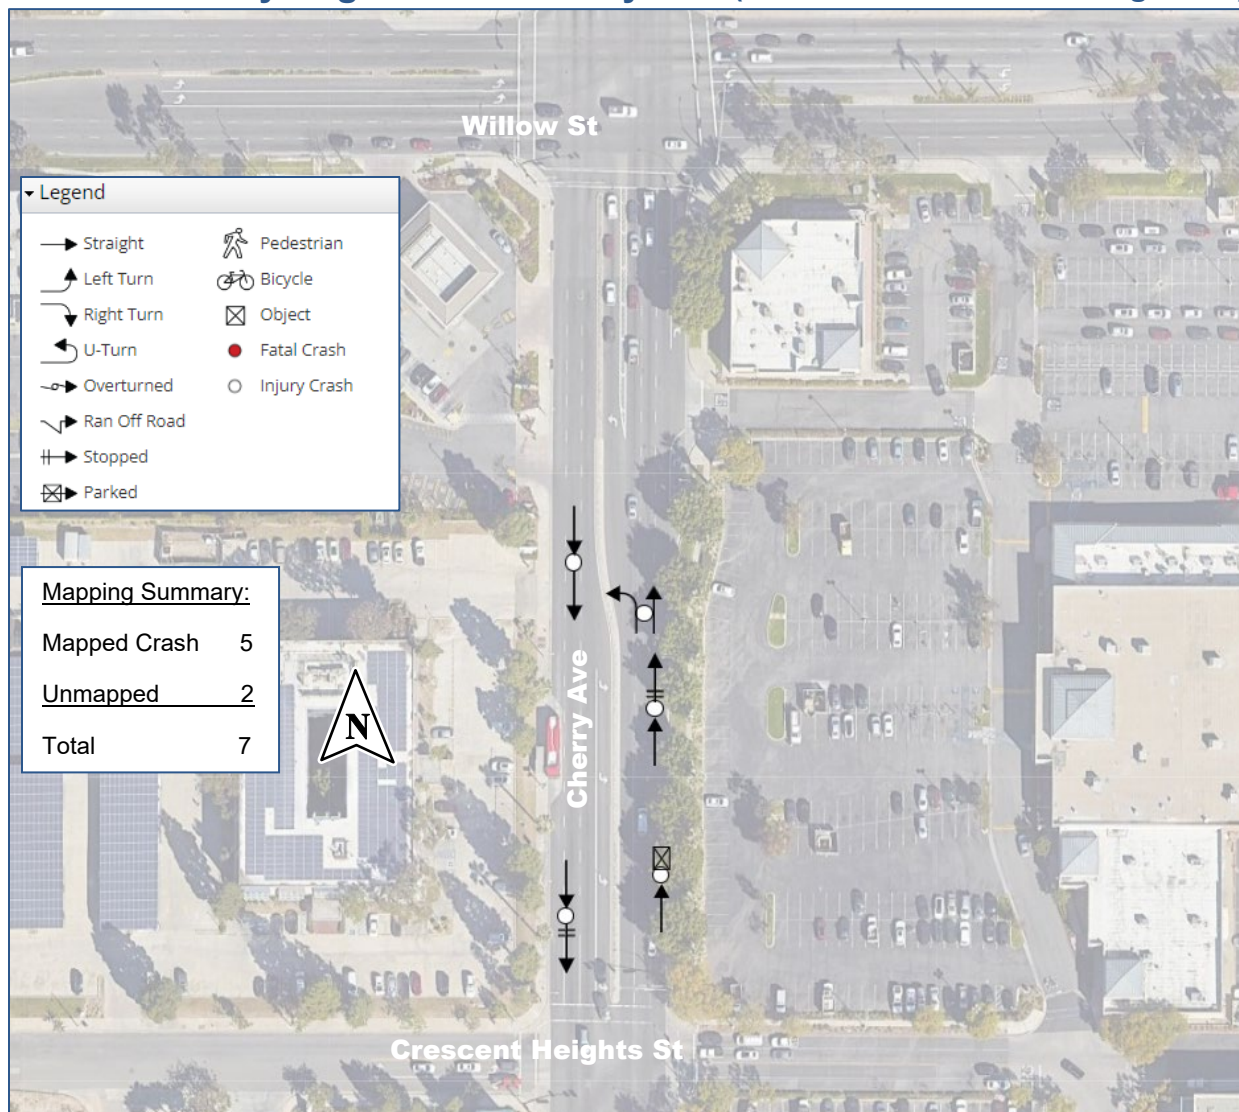 Willow St
Legend
Straight
Pedestrian
Left Turn
Bicycle
Right Turn
Object
U-Turn
Fatal Crash
Overturned
Injury Crash
Ran Off Road
Stopped
Parked
Mapping Summary:
Mapped Crash 5
Unmapped 2
Total 7
N
Cherry Ave
Crescent Heights St